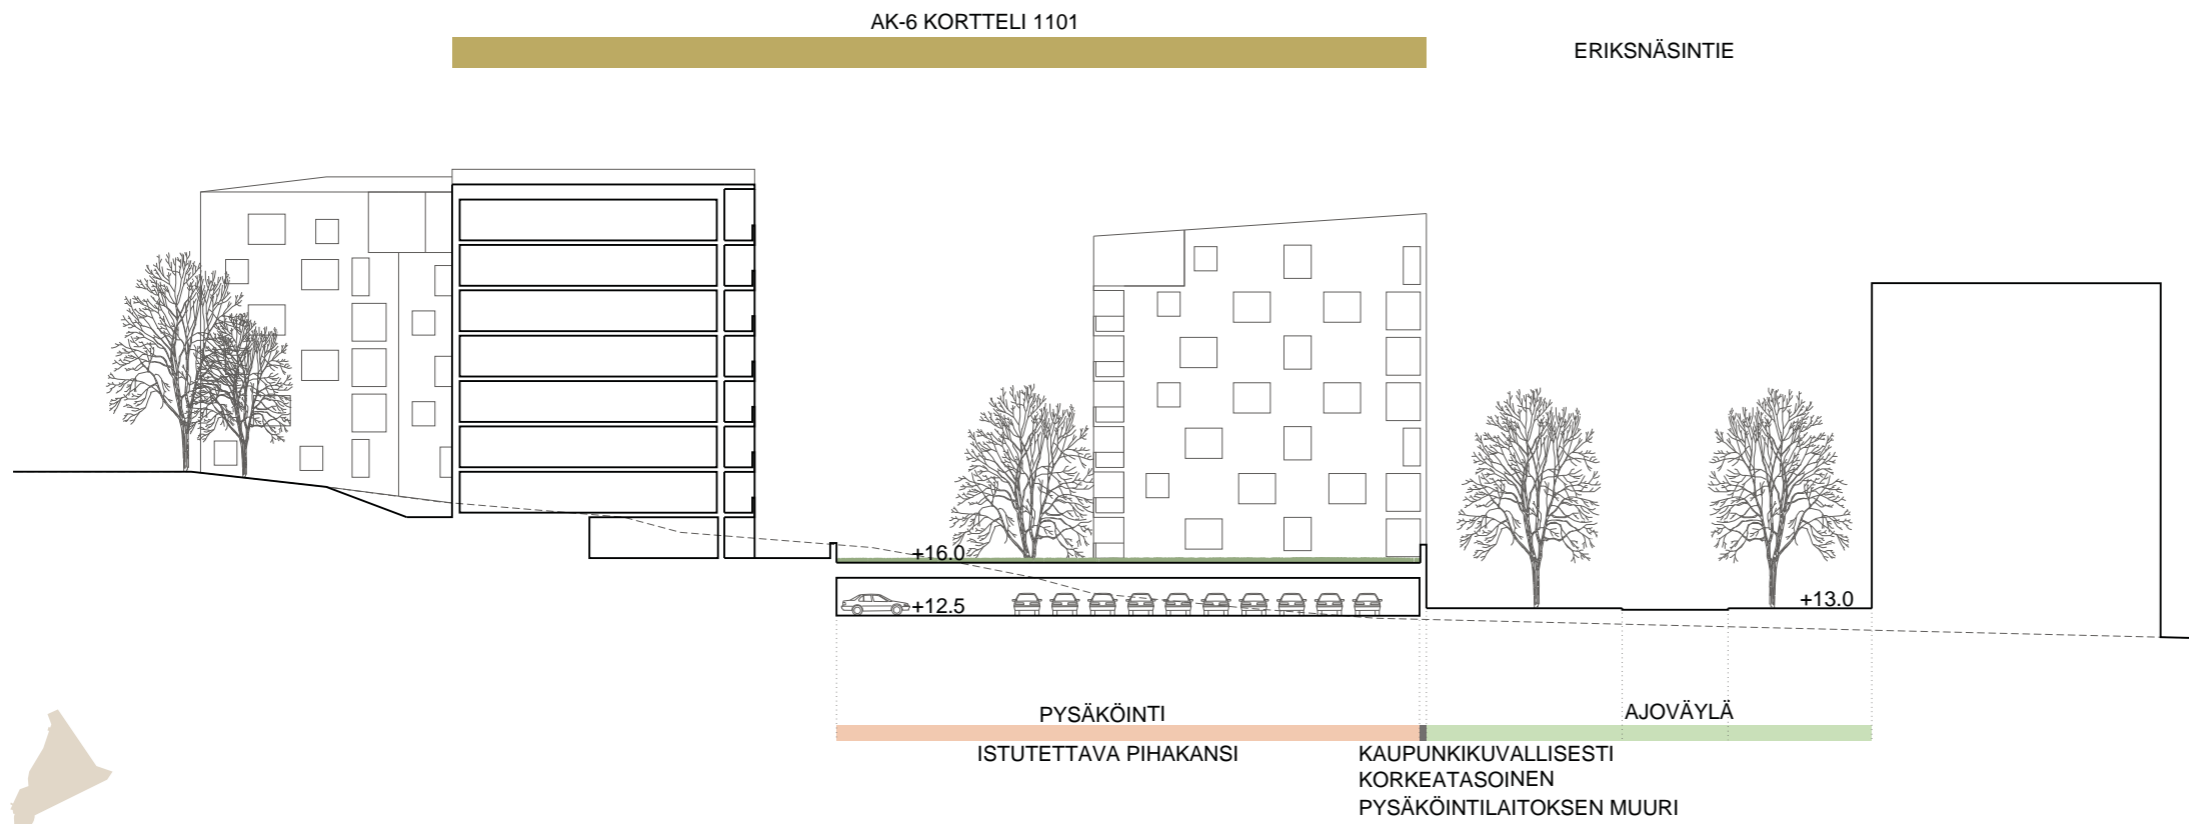 AK-6 KORTTELI 1101
ERIKSNÄSINTIE
+16.0
+12.5
+13.0
PYSÄKÖINTI
AJOVÄYLÄ
ISTUTETTAVA PIHAKANSI
KAUPUNKIKUVALLISESTI
KORKEATASOINEN
PYSÄKÖINTILAITOKSEN MUURI